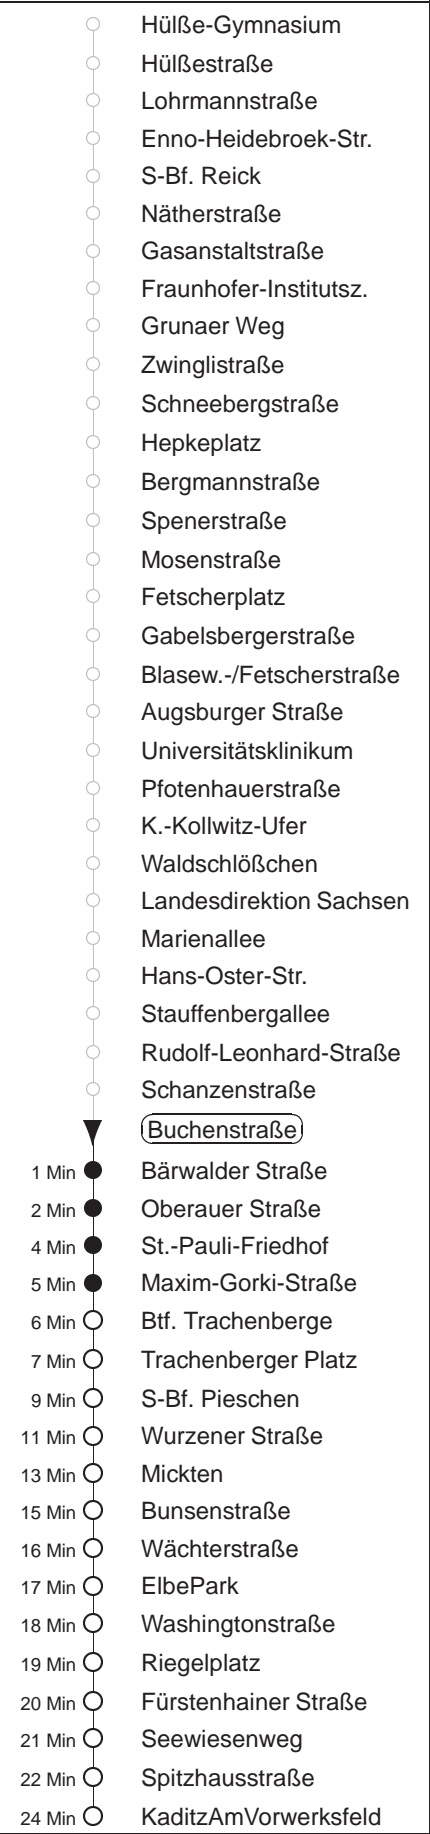 Hülße-Gymnasium
Hülßestraße
Lohrmannstraße
Enno-Heidebroek-Str.
S-Bf. Reick
Nätherstraße
Gasanstaltstraße
Fraunhofer-Institutsz.
Grunaer Weg
Zwinglistraße
Schneebergstraße
Hepkeplatz
Bergmannstraße
Spenerstraße
Mosenstraße
Fetscherplatz
Gabelsbergerstraße
Blasew.-/Fetscherstraße
Augsburger Straße
Universitätsklinikum
Pfotenhauerstraße
K.-Kollwitz-Ufer
Waldschlößchen
Landesdirektion Sachsen
Marienallee
Hans-Oster-Str.
Stauffenbergallee
Rudolf-Leonhard-Straße
Schanzenstraße
Buchenstraße
1 Min Bärwalder Straße
2 Min Oberauer Straße
4 Min St.-Pauli-Friedhof
5 Min Maxim-Gorki-Straße
6 Min Btf. Trachenberge
7 Min Trachenberger Platz
9 Min S-Bf. Pieschen
11 Min Wurzener Straße
13 Min Mickten
15 Min Bunsenstraße
16 Min Wächterstraße
17 Min ElbePark
18 Min Washingtonstraße
19 Min Riegelplatz
20 Min Fürstenhainer Straße
21 Min Seewiesenweg
22 Min Spitzhausstraße
24 Min KaditzAmVorwerksfeld